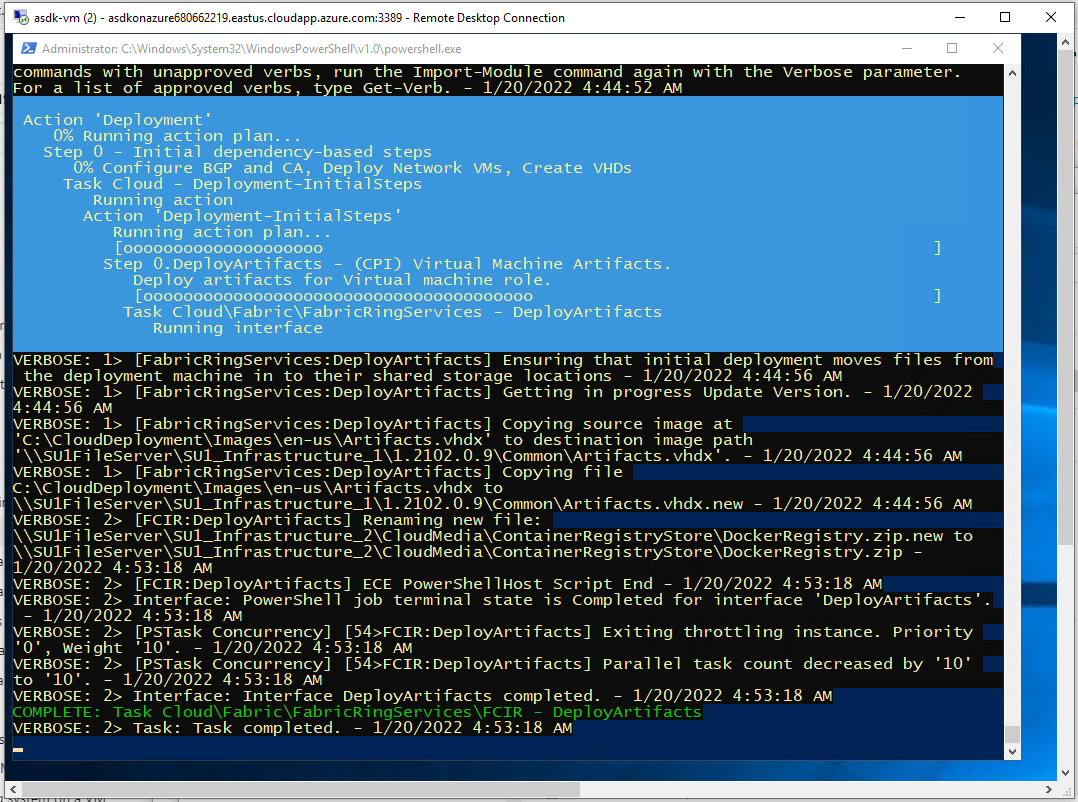 asdk-vm (2) - asdkonazure680662219.eastus.cloudapp.azure.com:3389 - Remote Desktop Connection
Administrator: C:\Windows\System32\WindowsPowerShell\v1.0\powershell.exe
commands with unapproved verbs, run the Import-Module command again with the Verbose parameter.
For a list of approved verbs, type Get-Verb. - 1/20/2022 4:44:52 AM
Action 'Deployment'
0% Running action plan...
Step 0 - Initial dependency-based steps
0% Configure BGP and CA, Deploy Network VMs, Create VHDs
Task Cloud - Deployment-InitialSteps
Running action
Action 'Deployment-InitialSteps'
Running action plan...
[oooooooooooooooooooo ]
Step 0.DeployArtifacts - (CPI) Virtual Machine Artifacts.
Deploy artifacts for Virtual machine role.
[ooooooooooooooooooooooooooooooooooooooo ]
Task Cloud\Fabric\FabricRingServices - DeployArtifacts
Running interface
VERBOSE: 1> [FabricRingServices:DeployArtifacts] Ensuring that initial deployment moves files from
the deployment machine in to their shared storage locations - 1/20/2022 4:44:56 AM
VERBOSE: 1> [FabricRingServices:DeployArtifacts] Getting in progress Update Version. - 1/20/2022
4:44:56 AM
VERBOSE: 1> [FabricRingServices:DeployArtifacts] Copying source image at
'C:\CloudDeployment\Images\en-us\Artifacts.vhdx' to destination image path
'\\SU1FileServer\SU1_Infrastructure_1\1.2102.0.9\Common\Artifacts.vhdx'. - 1/20/2022 4:44:56 AM
VERBOSE: 1> [FabricRingServices:DeployArtifacts] Copying file
C:\CloudDeployment\Images\en-us\Artifacts.vhdx to
\\SU1FileServer\SU1_Infrastructure_1\1.2102.0.9\Common\Artifacts.vhdx.new - 1/20/2022 4:44:56 AM
VERBOSE: 2> [FCIR:DeployArtifacts] Renaming new file:
\\SU1FileServer\SU1_Infrastructure_2\CloudMedia\ContainerRegistryStore\DockerRegistry.zip.new to
\\SU1FileServer\SU1_Infrastructure_2\CloudMedia\ContainerRegistryStore\DockerRegistry.zip -
1/20/2022 4:53:18 AM
VERBOSE: 2> [FCIR:DeployArtifacts] ECE PowerShellHost Script End - 1/20/2022 4:53:18 AM
VERBOSE: 2> Interface: PowerShell job terminal state is Completed for interface 'DeployArtifacts'.
- 1/20/2022 4:53:18 AM
VERBOSE: 2> [PSTask Concurrency] [54>FCIR:DeployArtifacts] Exiting throttling instance. Priority
'0', Weight '10'. - 1/20/2022 4:53:18 AM
VERBOSE: 2> [PSTask Concurrency] [54>FCIR:DeployArtifacts] Parallel task count decreased by '10'
to '10'. - 1/20/2022 4:53:18 AM
VERBOSE: 2> Interface: Interface DeployArtifacts completed. - 1/20/2022 4:53:18 AM
COMPLETE: Task Cloud\Fabric\FabricRingServices\FCIR - DeployArtifacts
VERBOSE: 2> Task: Task completed. - 1/20/2022 4:53:18 AM